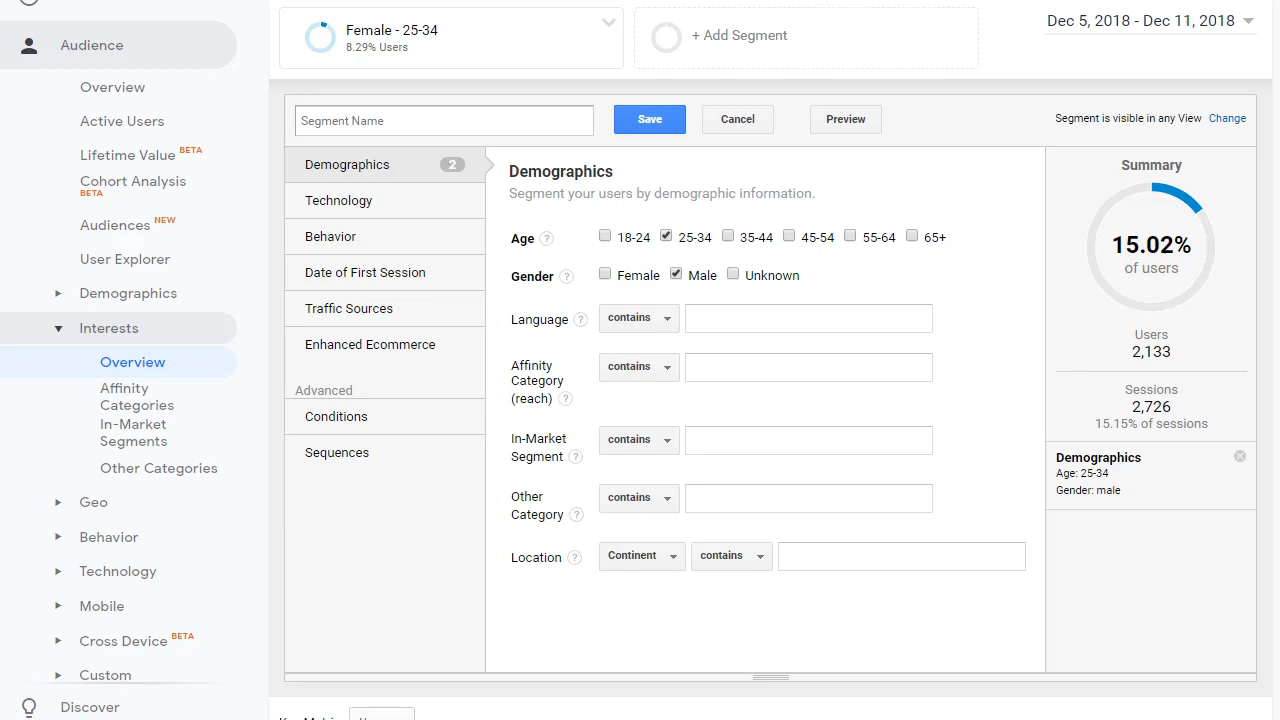 Audience
Overview
Active Users
Lifetime Value BETA
Cohort Analysis
BETA
Audiences NEW
User Explorer
Demographics
Interests
Overview
Affinity
Categories
In-Market
Segments
Other Categories
Geo
Behavior
Technology
Mobile
Cross Device BETA
Custom
Discover
Female - 25-34
8.29% Users
+ Add Segment
Dec 5, 2018 - Dec 11, 2018
Segment Name
Save
Cancel
Preview
Segment is visible in any View Change
Demographics 2
Technology
Behavior
Date of First Session
Traffic Sources
Enhanced Ecommerce
Advanced
Conditions
Sequences
Demographics
Segment your users by demographic information.
Age ? 18-24 25-34 35-44 45-54 55-64 65+
Gender ? Female Male Unknown
Language ? contains
Affinity
Category
(reach) ? contains
In-Market
Segment ? contains
Other
Category ? contains
Location ? Continent contains
Summary
15.02%
of users
Users
2,133
Sessions
2,726
15.15% of sessions
Demographics
Age: 25-34
Gender: male